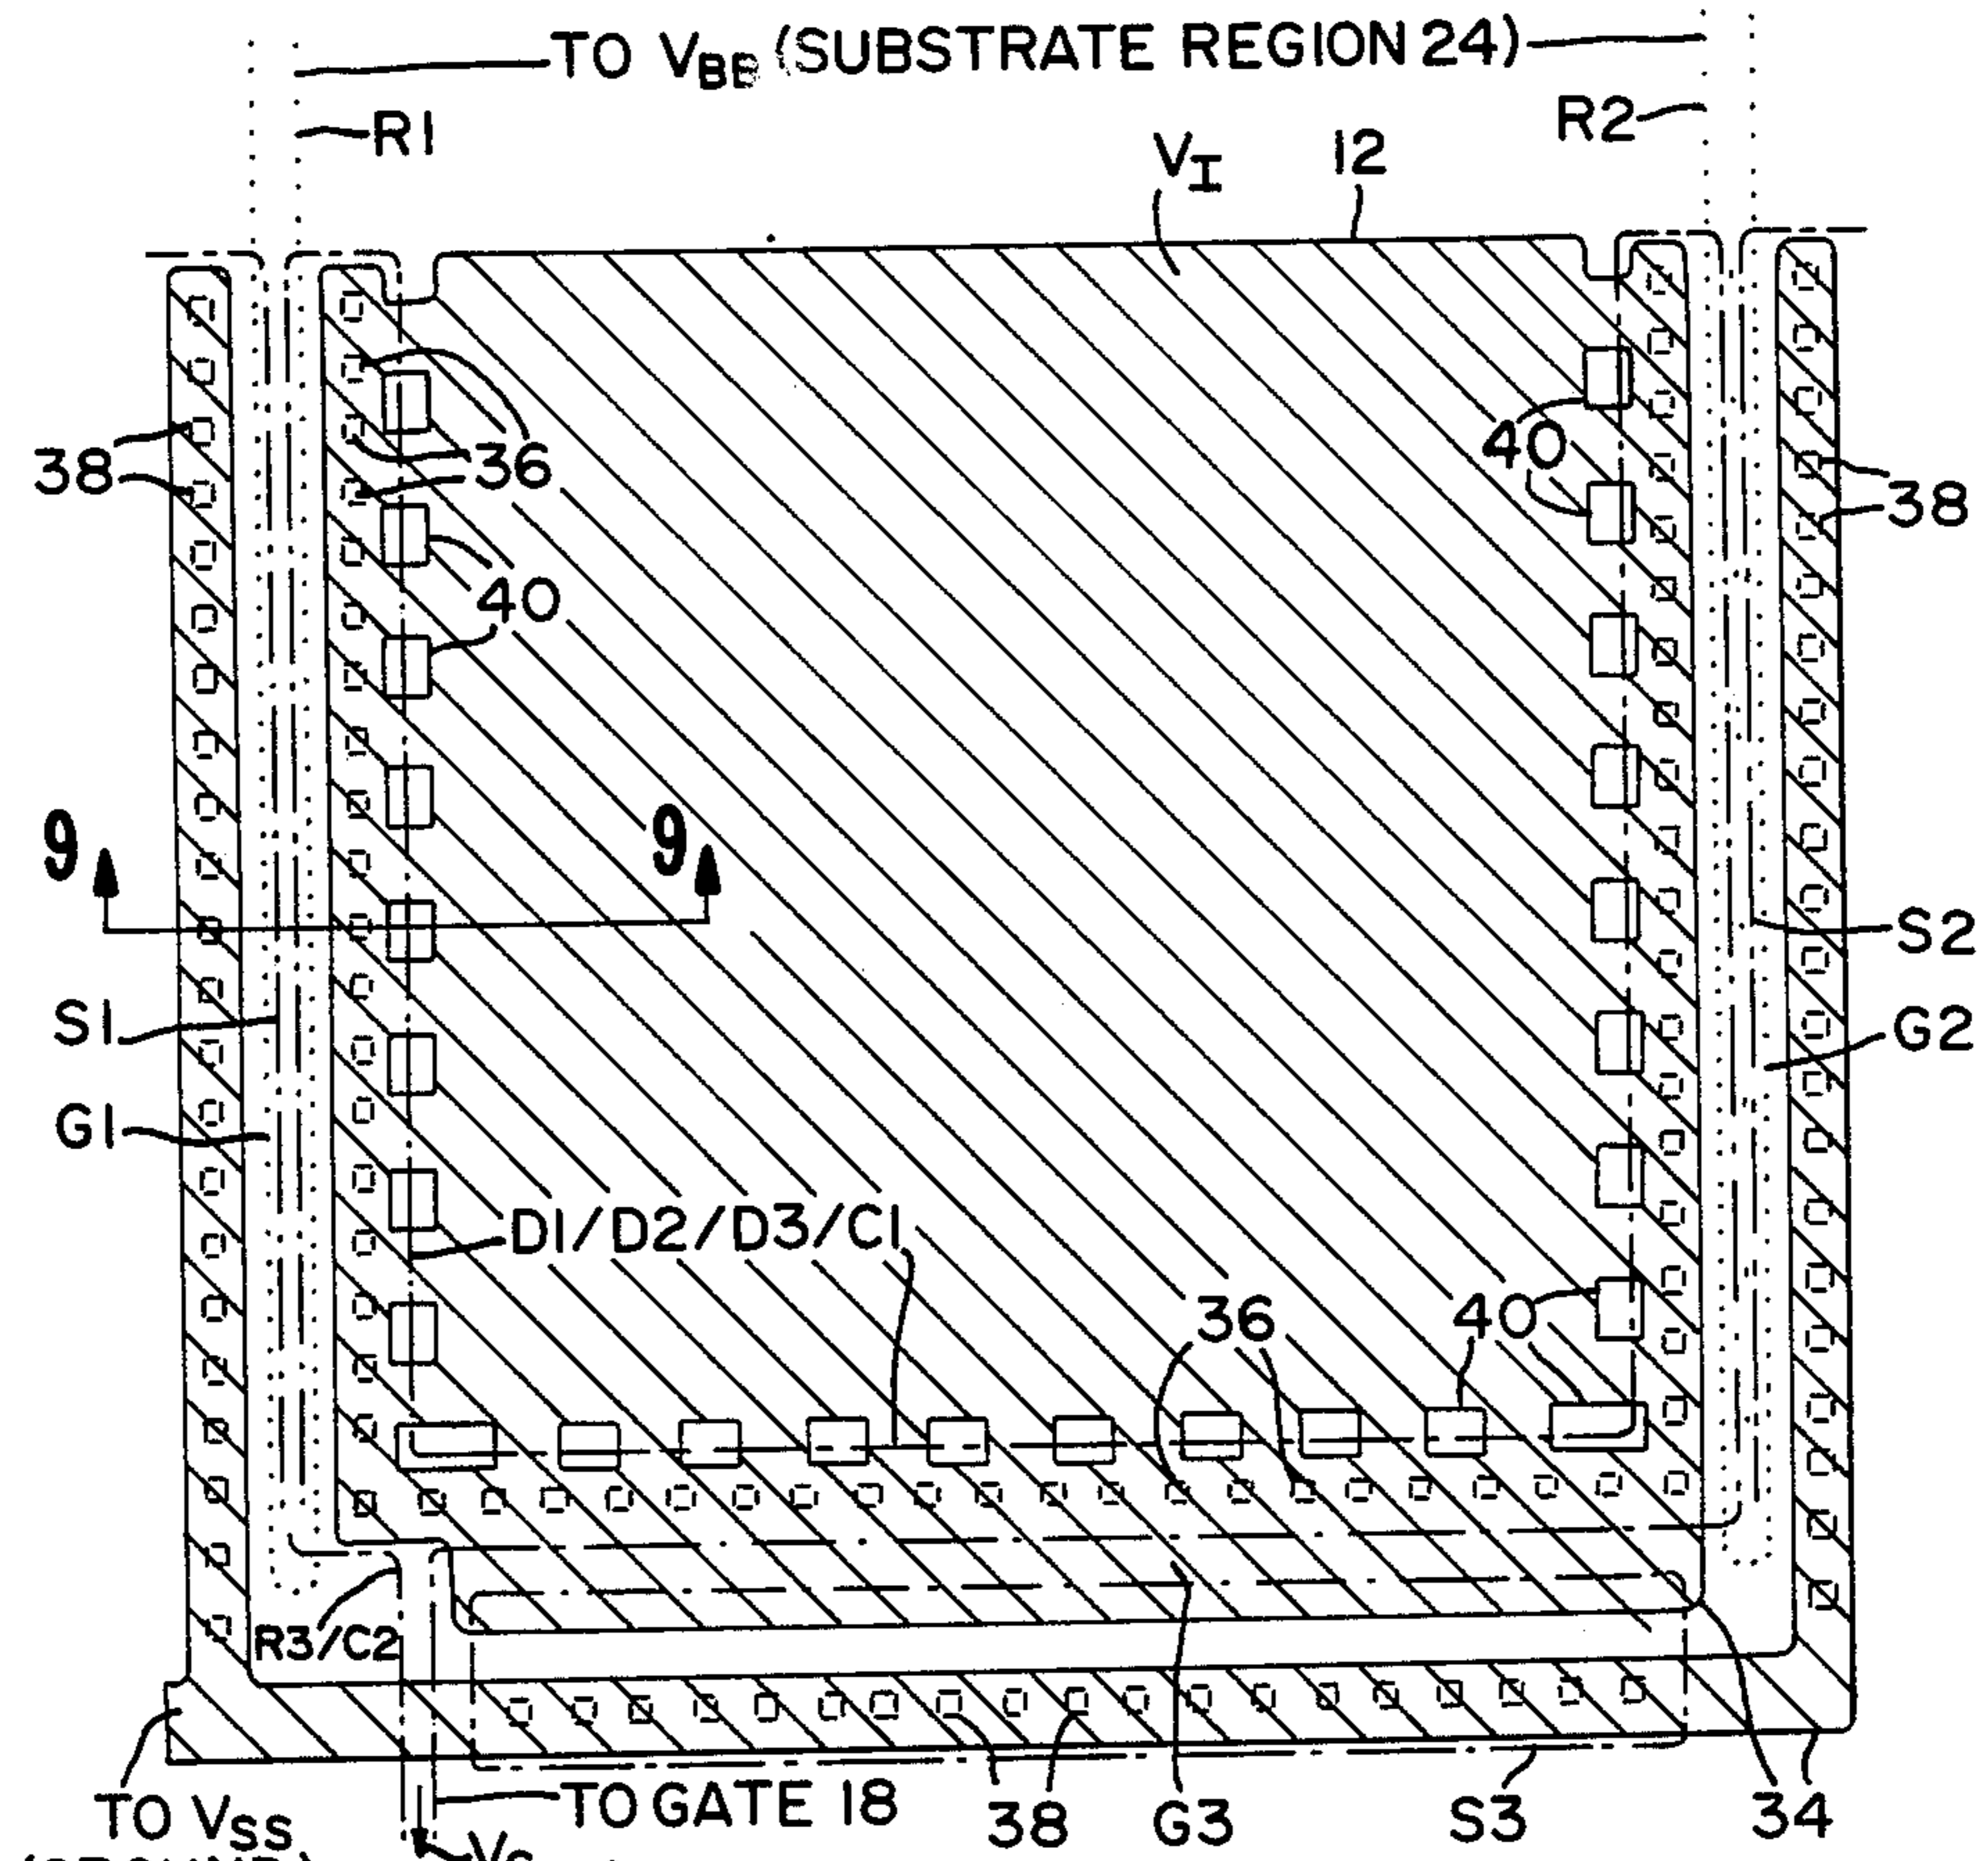 TO VBB (SUBSTRATE REGION 24)
R1
R2
VI
12
38
36
40
40
38
40
9
9
S1
S2
G1
G2
D1/D2/D3/C1
36
40
R3/C2
TO VSS
TO GATE 18
38
G3
S3
34